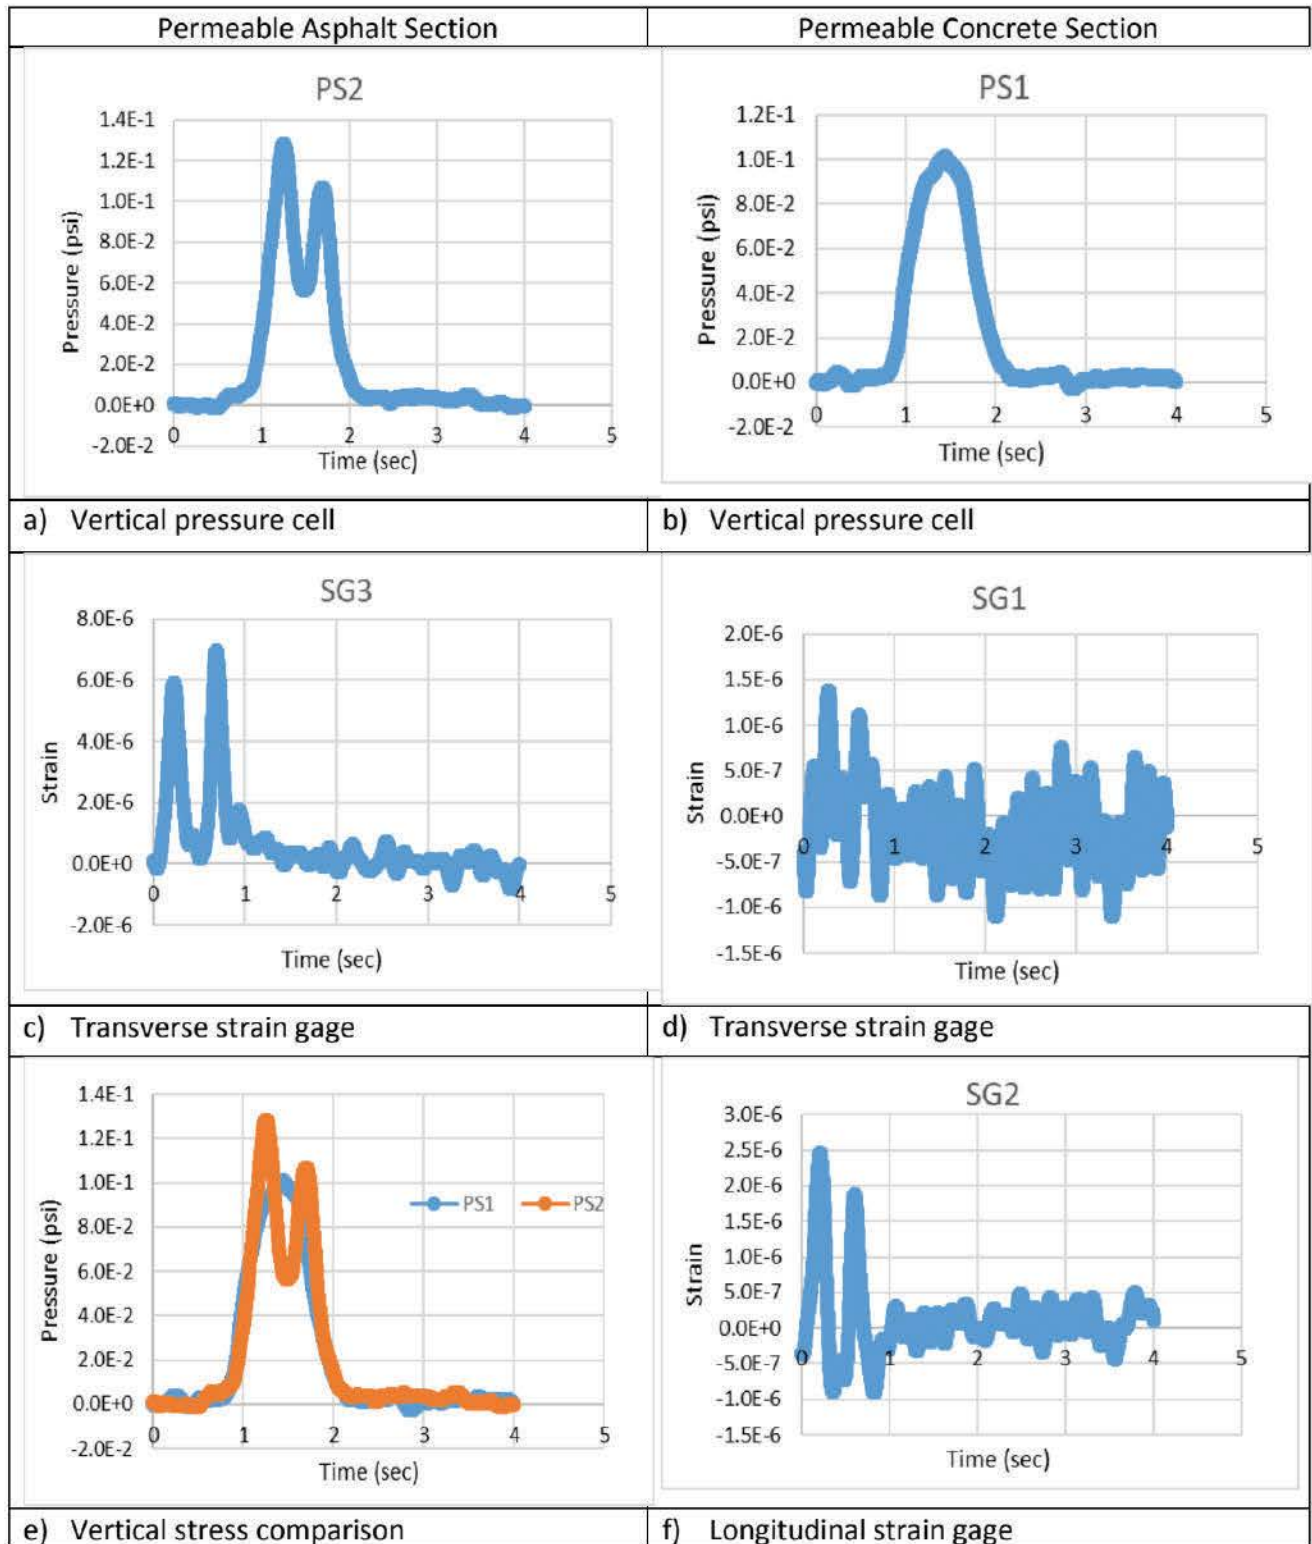 Permeable Asphalt Section
Permeable Concrete Section
PS2
1.4E-1
1.2E-1
1.0E-1
8.0E-2
6.0E-2
4.0E-2
2.0E-2
0.0E+0
-2.0E-2
0 1 2 3 4 5
Pressure (psi)
Time (sec)
PS1
1.2E-1
1.0E-1
8.0E-2
6.0E-2
4.0E-2
2.0E-2
0.0E+0
-2.0E-2
0 1 2 3 4 5
Pressure (psi)
Time (sec)
a) Vertical pressure cell
b) Vertical pressure cell
SG3
8.0E-6
6.0E-6
4.0E-6
2.0E-6
0.0E+0
-2.0E-6
0 1 2 3 4 5
Strain
Time (sec)
SG1
2.0E-6
1.5E-6
1.0E-6
5.0E-7
0.0E+0
-5.0E-7
-1.0E-6
-1.5E-6
0 1 2 3 4 5
Strain
Time (sec)
c) Transverse strain gage
d) Transverse strain gage
1.4E-1
1.2E-1
1.0E-1
8.0E-2
6.0E-2
4.0E-2
2.0E-2
0.0E+0
-2.0E-2
0 1 2 3 4 5
Pressure (psi)
Time (sec)
PS1 PS2
SG2
3.0E-6
2.5E-6
2.0E-6
1.5E-6
1.0E-6
5.0E-7
0.0E+0
-5.0E-7
-1.0E-6
-1.5E-6
0 1 2 3 4 5
Strain
Time (sec)
e) Vertical stress comparison
f) Longitudinal strain gage